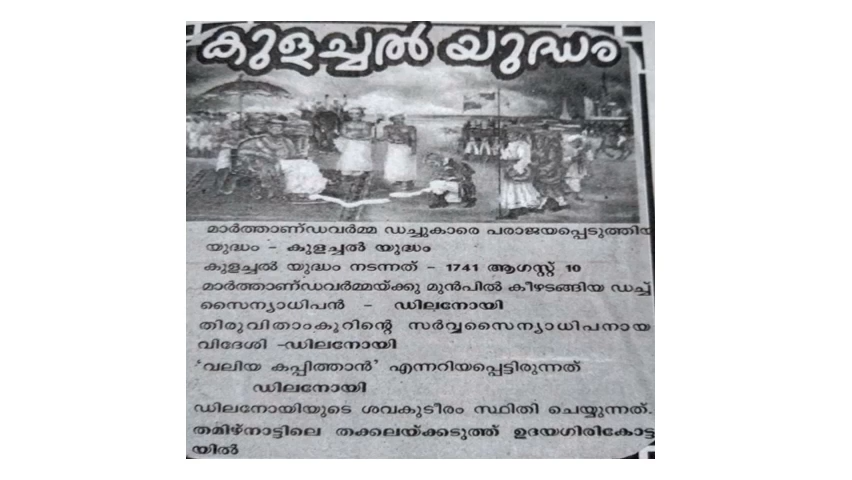 കുളച്ചൽ യുദ്ധം
മാർത്താണ്ഡവർമ്മ ഡച്ചുകാരെ പരാജയപ്പെടുത്തിയ
യുദ്ധം – കുളച്ചൽ യുദ്ധം
കുളച്ചൽ യുദ്ധം നടന്നത് – 1741 ആഗസ്റ്റ് 10
മാർത്താണ്ഡവർമ്മയ്ക്കു മുൻപിൽ കീഴടങ്ങിയ ഡച്ച്
സൈന്യാധിപൻ – ഡിലനോയി
തിരുവിതാംകൂറിന്റെ സർവ്വസൈന്യാധിപനായ
വിദേശി –ഡിലനോയി
'വലിയ കപ്പിത്താൻ' എന്നറിയപ്പെട്ടിരുന്നത്
ഡിലനോയി
ഡിലനോയിയുടെ ശവകുടീരം സ്ഥിതി ചെയ്യുന്നത്.
തമിഴ്നാട്ടിലെ തക്കലയ്ക്കടുത്ത് ഉദയഗിരികോട്ട
യിൽ